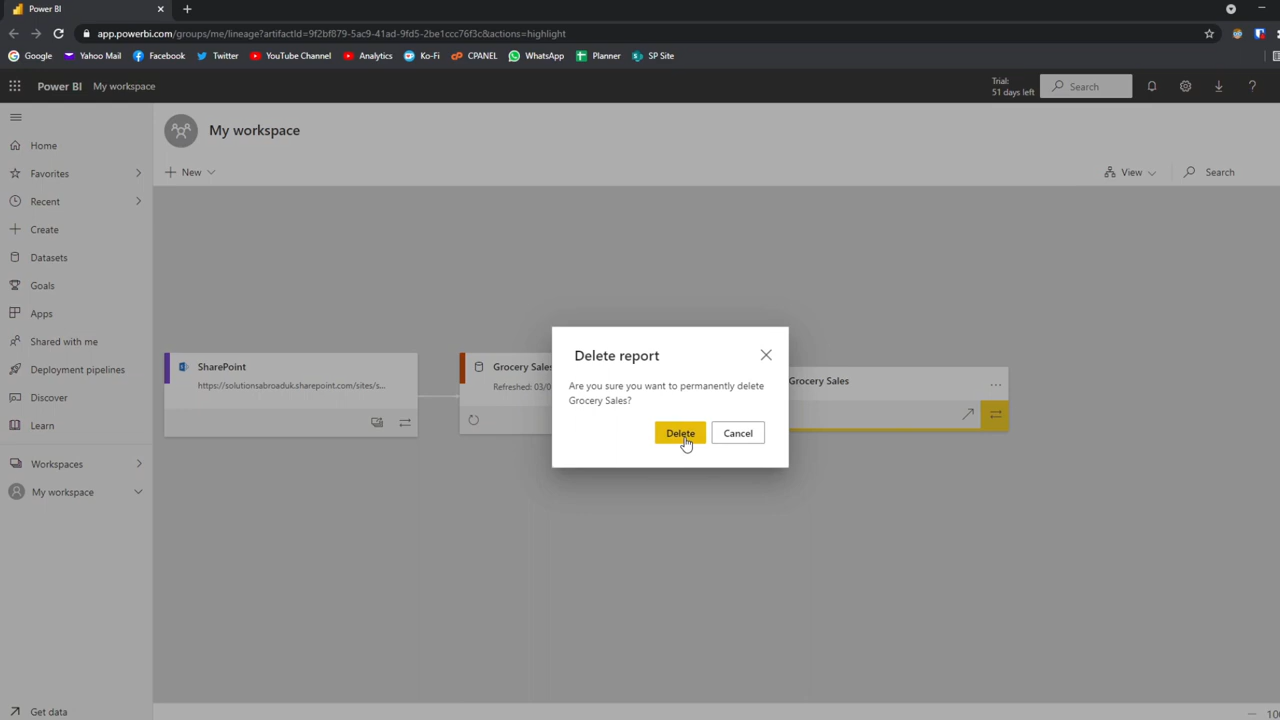 Power BI
app.powerbi.com/groups/me/lineage?artifactId=9f2bf879-5ac9-41ad-9fd5-2be1ccc76f3c&actions=highlight
Google Yahoo Mail Facebook Twitter YouTube Channel Analytics Ko-Fi CPANEL WhatsApp Planner SP Site
Power BI My workspace
Trial:
51 days left
Search
My workspace
New
View
Search
Home
Favorites
Recent
Create
Datasets
Goals
Apps
Shared with me
Deployment pipelines
Discover
Learn
Workspaces
My workspace
Get data
SharePoint
https://solutionsabroaduk.sharepoint.com/sites/s...
Grocery Sales
Refreshed: 03/0
Delete report
Are you sure you want to permanently delete
Grocery Sales?
Delete Cancel
Grocery Sales
100